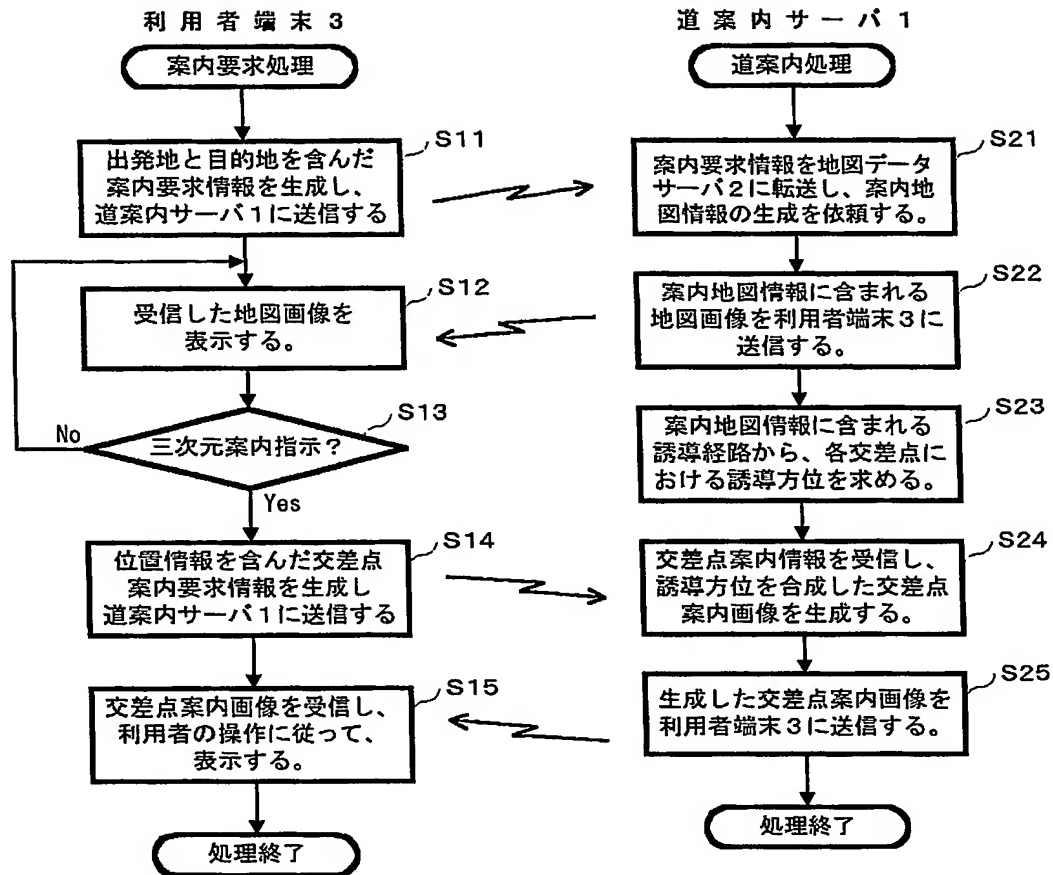 利用者端末3
案内要求処理
S11
出発地と目的地を含んだ
案内要求情報を生成し、
道案内サーバ1に送信する
S12
受信した地図画像を
表示する。
S13
三次元案内指示?
No
Yes
S14
位置情報を含んだ交差点
案内要求情報を生成し
道案内サーバ1に送信する
S15
交差点案内画像を受信し、
利用者の操作に従って、
表示する。
処理終了
道案内サーバ1
道案内処理
S21
案内要求情報を地図データ
サーバ2に転送し、案内地
図情報の生成を依頼する。
S22
案内地図情報に含まれる
地図画像を利用者端末3に
送信する。
S23
案内地図情報に含まれる
誘導経路から、各交差点に
おける誘導方位を求める。
S24
交差点案内情報を受信し、
誘導方位を合成した交差点
案内画像を生成する。
S25
生成した交差点案内画像を
利用者端末3に送信する。
処理終了